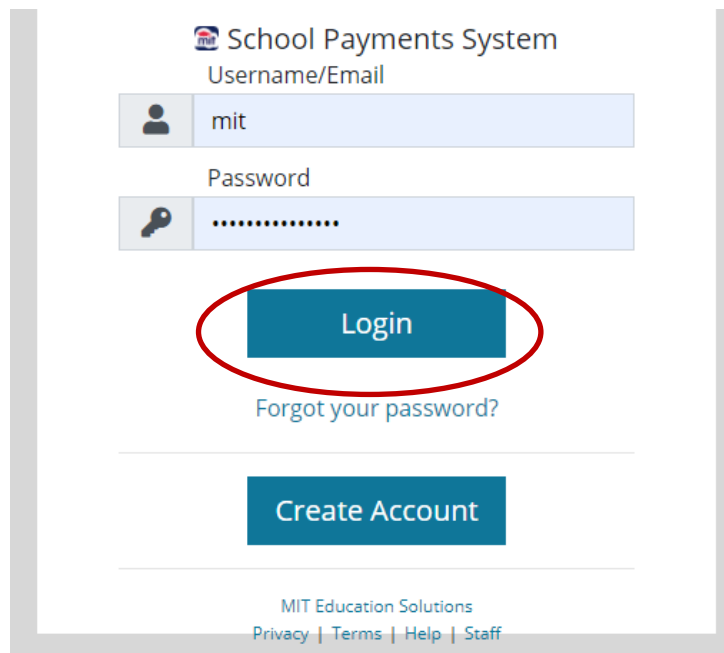 mit School Payments System
Username/Email
mit
Password
•••••••••••••••
Login
Forgot your password?
Create Account
MIT Education Solutions
Privacy | Terms | Help | Staff